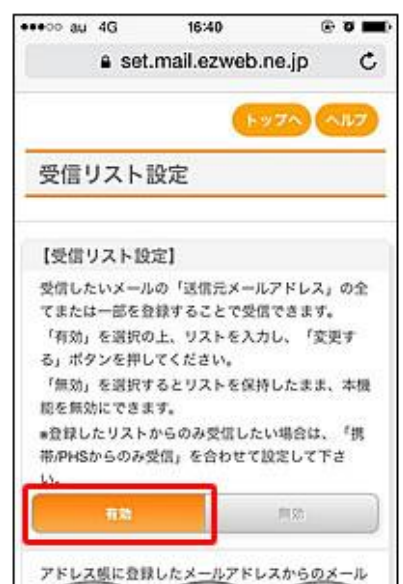 au 4G 16:40
set.mail.ezweb.ne.jp
トップへ ヘルプ
受信リスト設定
【受信リスト設定】
受信したいメールの「送信元メールアドレス」の全
てまたは一部を登録することで受信できます。
「有効」を選択の上、リストを入力し、「変更す
る」ボタンを押してください。
「無効」を選択するとリストを保持したまま、本機
能を無効にできます。
※登録したリストからのみ受信したい場合は、「携
帯/PHSからのみ受信」を合わせて設定して下さ
い。
有効 無効
アドレス帳に登録したメールアドレスからのメール